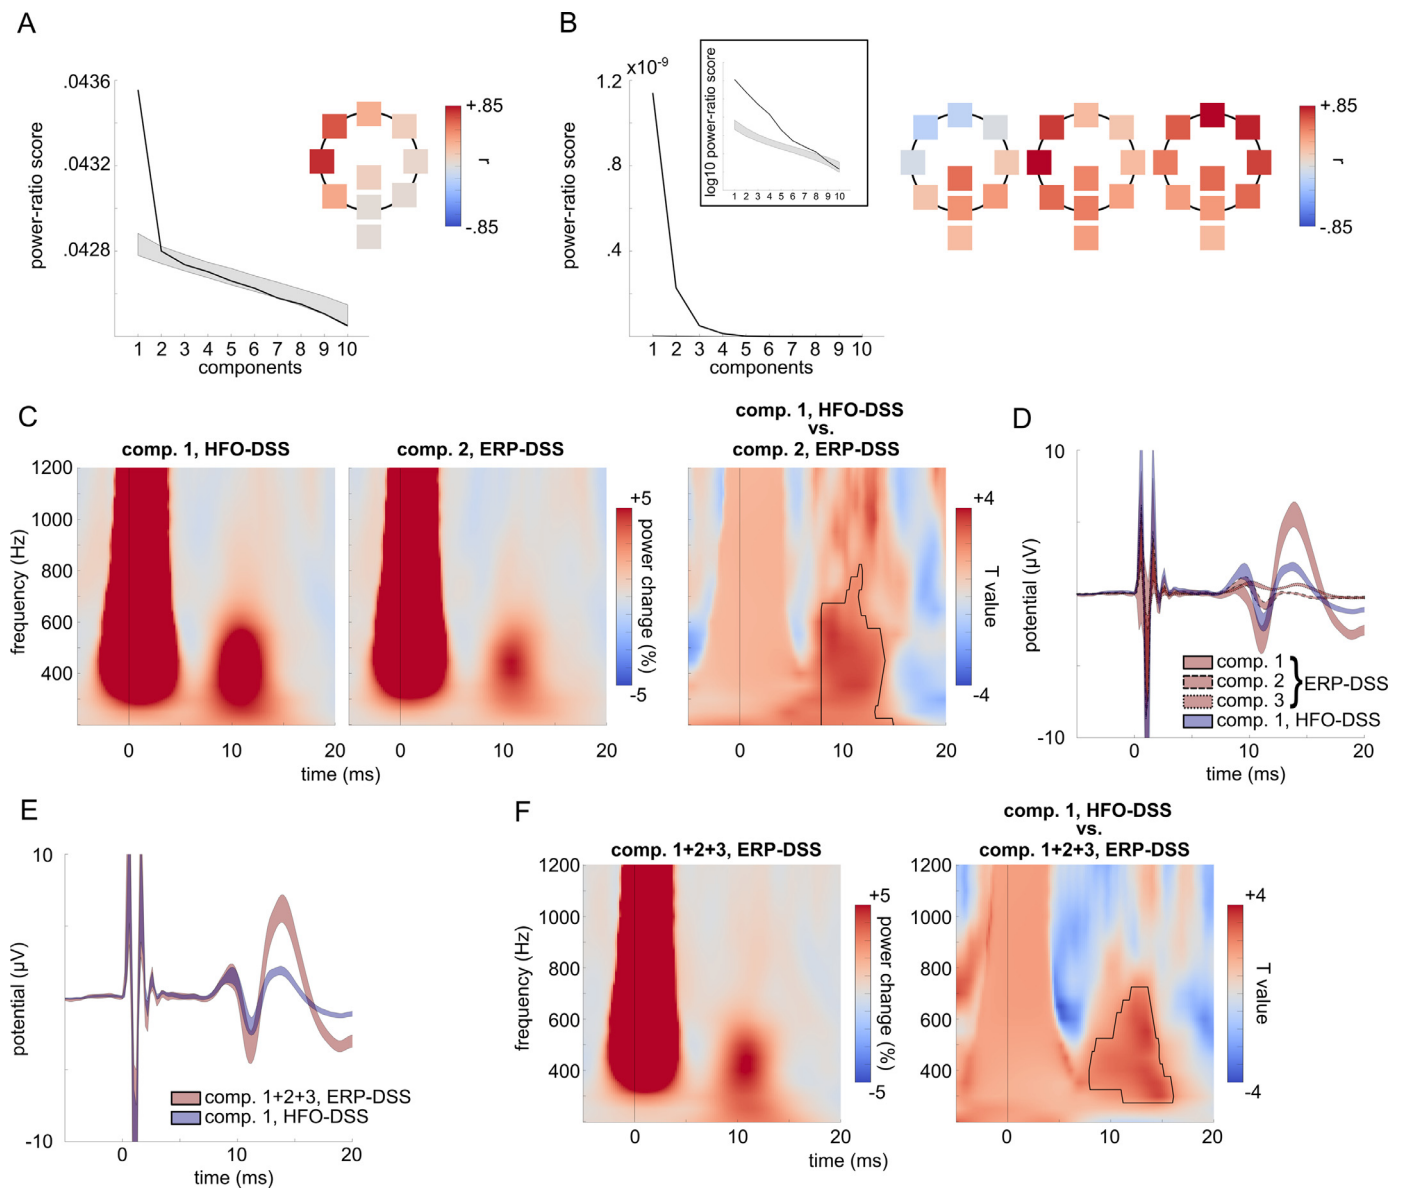 A
.0436
.0432
.0428
power-ratio score
1 2 3 4 5 6 7 8 9 10
components
+.85
r
-.85
B
x10-9
1.2
.8
.4
power-ratio score
log10 power-ratio score
1 2 3 4 5 6 7 8 9 10
1 2 3 4 5 6 7 8 9 10
components
+.85
r
-.85
C
comp. 1, HFO-DSS
comp. 2, ERP-DSS
comp. 1, HFO-DSS
vs.
comp. 2, ERP-DSS
1200
1000
800
600
400
frequency (Hz)
0 10 20
0 10 20
time (ms)
+5
power change (%)
-5
0 10 20
+4
T value
-4
D
10
potential (µV)
-10
0 10 20
time (ms)
comp. 1
comp. 2
comp. 3
ERP-DSS
comp. 1, HFO-DSS
E
10
potential (µV)
-10
0 10 20
time (ms)
comp. 1+2+3, ERP-DSS
comp. 1, HFO-DSS
F
comp. 1+2+3, ERP-DSS
comp. 1, HFO-DSS
vs.
comp. 1+2+3, ERP-DSS
1200
1000
800
600
400
frequency (Hz)
0 10 20
+5
power change (%)
-5
1200
1000
800
600
400
0 10 20
time (ms)
+4
T value
-4